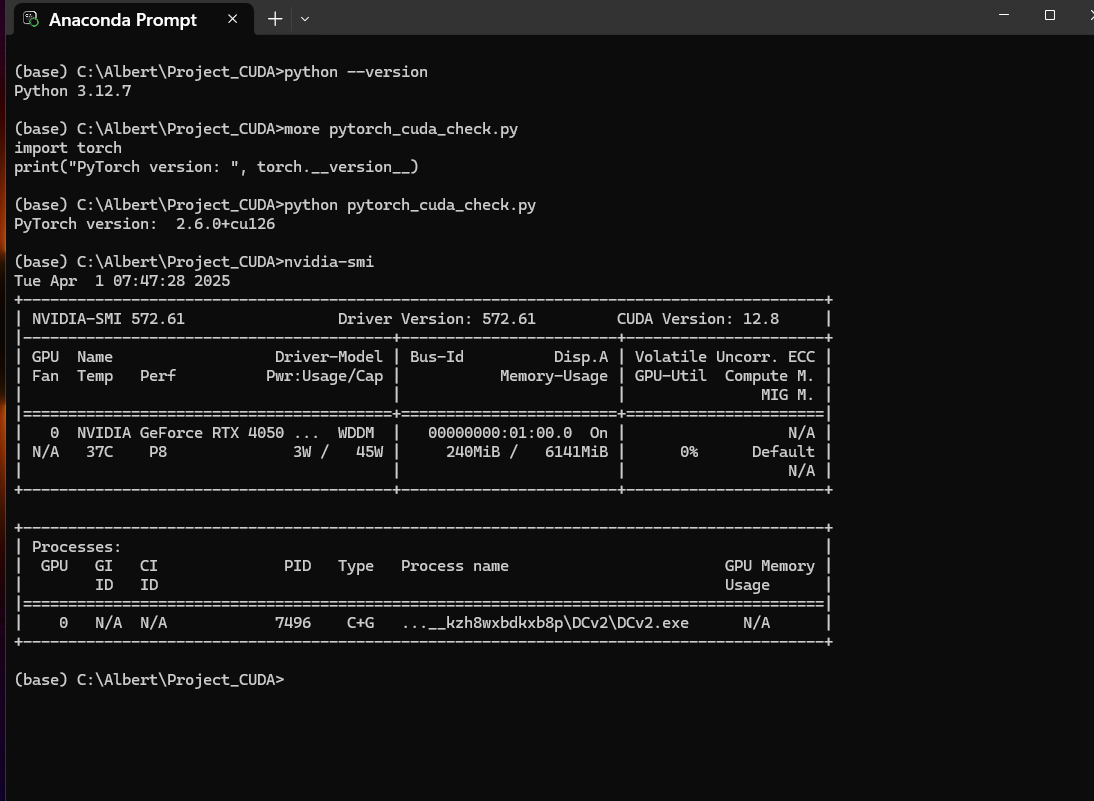 Anaconda Prompt
(base) C:\Albert\Project_CUDA>python --version
Python 3.12.7
(base) C:\Albert\Project_CUDA>more pytorch_cuda_check.py
import torch
print("PyTorch version: ", torch.__version__)
(base) C:\Albert\Project_CUDA>python pytorch_cuda_check.py
PyTorch version:  2.6.0+cu126
(base) C:\Albert\Project_CUDA>nvidia-smi
Tue Apr  1 07:47:28 2025
+-----------------------------------------------------------------------------------------+
| NVIDIA-SMI 572.61                 Driver Version: 572.61         CUDA Version: 12.8     |
|-----------------------------------------+------------------------+----------------------+
| GPU  Name                  Driver-Model | Bus-Id          Disp.A | Volatile Uncorr. ECC |
| Fan  Temp   Perf          Pwr:Usage/Cap |           Memory-Usage | GPU-Util  Compute M. |
|                                         |                        |               MIG M. |
|=========================================+========================+======================|
|   0  NVIDIA GeForce RTX 4050 ...  WDDM  |   00000000:01:00.0  On |                  N/A |
| N/A   37C    P8              3W /   45W |     240MiB /   6141MiB |      0%      Default |
|                                         |                        |                  N/A |
+-----------------------------------------+------------------------+----------------------+
+-----------------------------------------------------------------------------------------+
| Processes:                                                                              |
|  GPU   GI   CI              PID   Type   Process name                        GPU Memory |
|        ID   ID                                                               Usage      |
|=========================================================================================|
|    0   N/A  N/A            7496    C+G   ...__kzh8wxbdkxb8p\DCv2\DCv2.exe      N/A      |
+-----------------------------------------------------------------------------------------+
(base) C:\Albert\Project_CUDA>